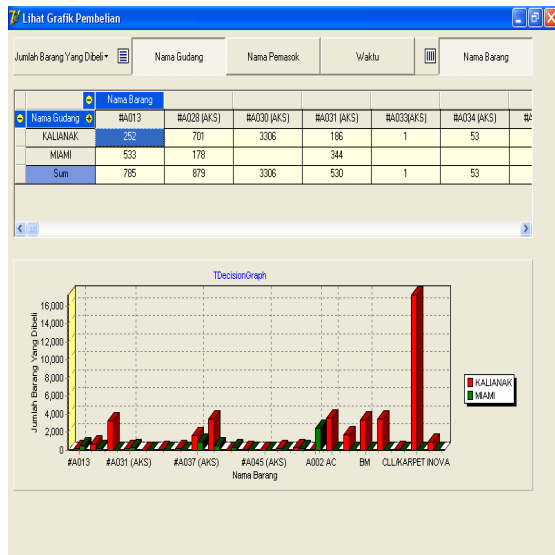 Lihat Grafik Pembelian
Jumlah Barang Yang Dibeli Nama Gudang Nama Pemasok Waktu Nama Barang
Nama Barang
Nama Gudang #A013 #A028 (AKS) #A030 (AKS) #A031 (AKS) #A033(AKS) #A034 (AKS)
KALIANAK 252 701 3306 186 1 53
MIAMI 533 178 344
Sum 785 879 3306 530 1 53
TDecisionGraph
16,000
14,000
12,000
10,000
8,000
6,000
4,000
2,000
0
Jumlah Barang Yang Dibeli
KALIANAK
MIAMI
#A013 #A031 (AKS) #A037 (AKS) #A045 (AKS) A002 AC BM CLL/KARPET INOVA
Nama Barang